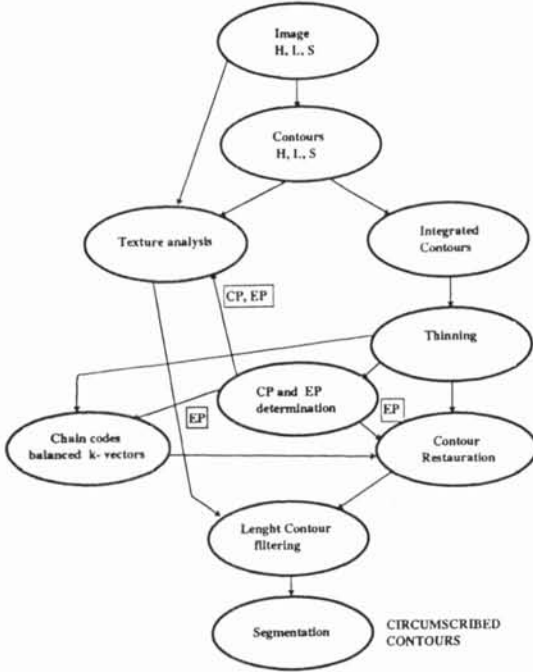 Image
H, L, S
Contours
H, L, S
Texture analysis
Integrated
Contours
CP, EP
Thinning
CP and EP
determination
EP
EP
Chain codes
balanced k- vectors
Contour
Restauration
Lenght Contour
filtering
Segmentation
CIRCUMSCRIBED
CONTOURS